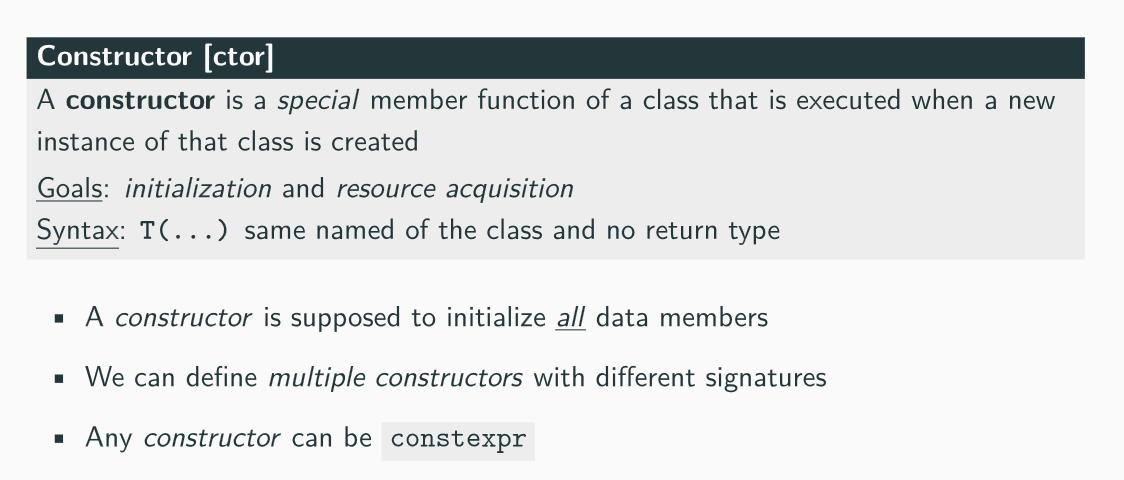 Constructor [ctor]
A constructor is a special member function of a class that is executed when a new
instance of that class is created
Goals: initialization and resource acquisition
Syntax: T(...) same named of the class and no return type
▪ A constructor is supposed to initialize all data members
▪ We can define multiple constructors with different signatures
▪ Any constructor can be constexpr